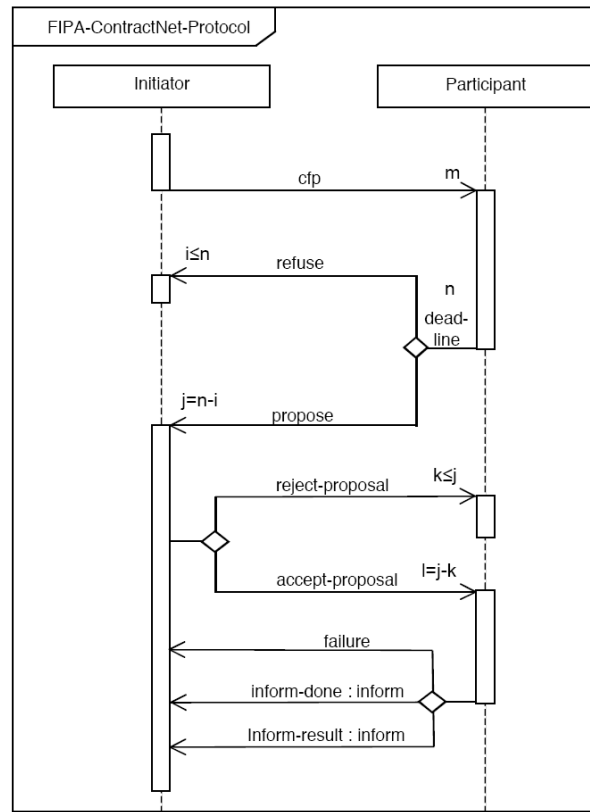 FIPA-ContractNet-Protocol
Initiator
Participant
cfp
m
i≤n
refuse
n
dead-
line
j=n-i
propose
reject-proposal
k≤j
accept-proposal
l=j-k
failure
inform-done : inform
Inform-result : inform